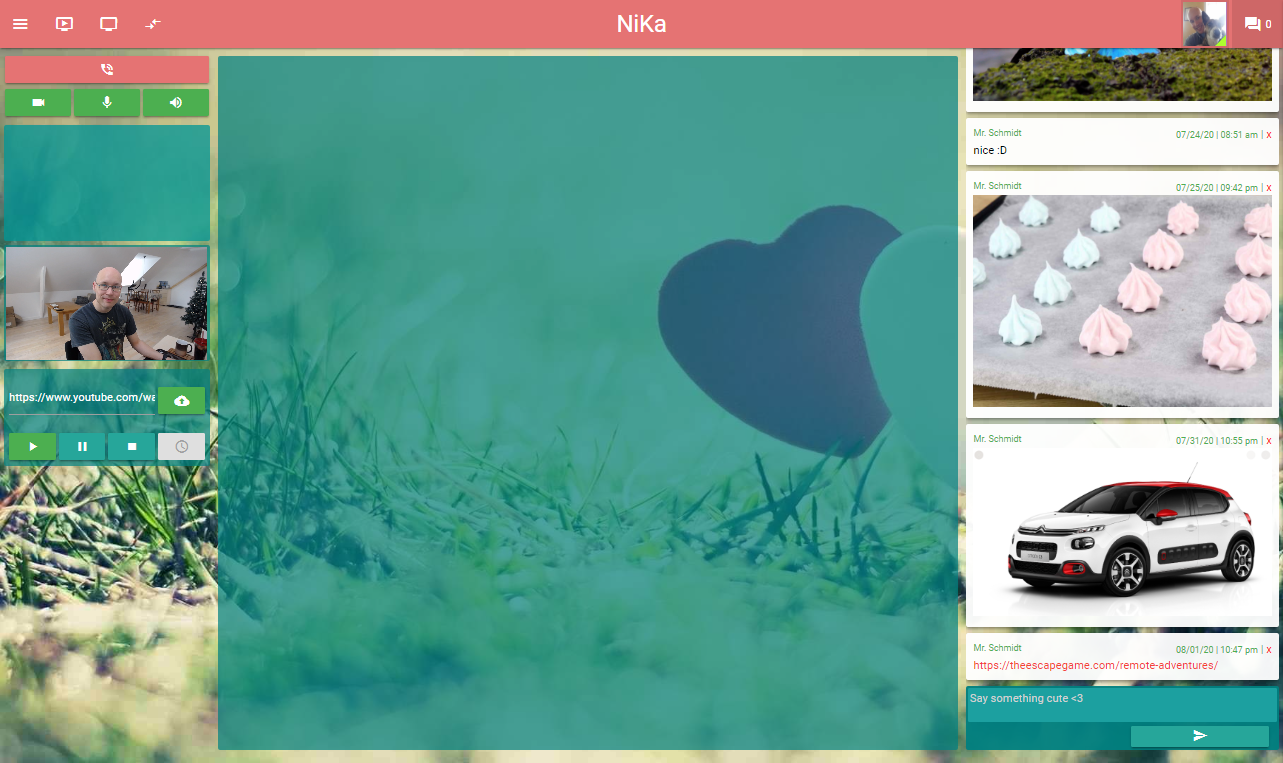 NiKa
0
https://www.youtube.com/wa
Mr. Schmidt
07/24/20 | 08:51 am | x
nice :D
Mr. Schmidt
07/25/20 | 09:42 pm | x
Mr. Schmidt
07/31/20 | 10:55 pm | x
Mr. Schmidt
08/01/20 | 10:47 pm | x
https://theescapegame.com/remote-adventures/
Say something cute <3